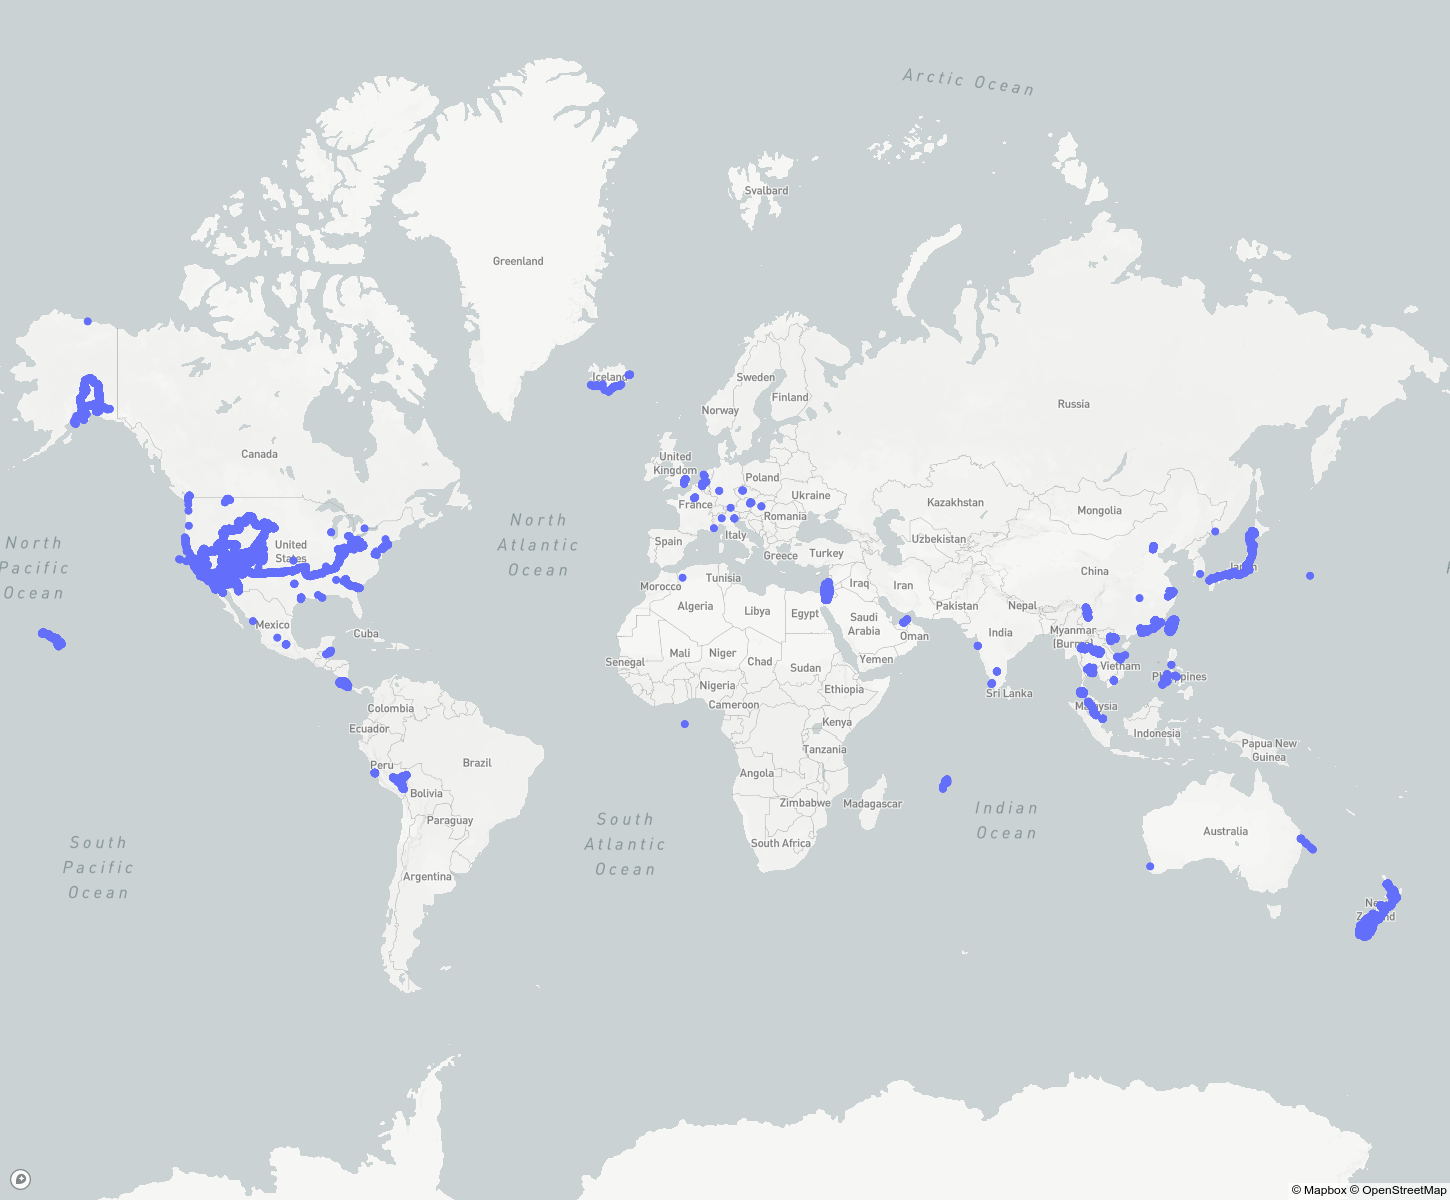 Arctic Ocean
Svalbard
Greenland
Iceland
Sweden
Finland
Norway
Russia
Canada
United
Kingdom
Poland
Ukraine
France
Romania
Kazakhstan
Mongolia
North
Atlantic
Ocean
North
Pacific
Ocean
Spain
Italy
Greece
Turkey
Uzbekistan
United
States
China
Japan
Morocco
Tunisia
Algeria
Libya
Egypt
Iraq
Iran
Pakistan
Nepal
Saudi
Arabia
Oman
India
Myanmar
(Burma)
Mexico
Cuba
Mali
Niger
Chad
Sudan
Yemen
Senegal
Vietnam
Philippines
Nigeria
Ethiopia
Sri Lanka
Cameroon
Malaysia
Colombia
Ecuador
Kenya
Indonesia
Papua New
Guinea
Tanzania
Peru
Brazil
Angola
Bolivia
Zimbabwe
Madagascar
Indian
Ocean
Paraguay
South
Atlantic
Ocean
South Africa
Australia
South
Pacific
Ocean
Argentina
New
Zealand
© Mapbox © OpenStreetMap